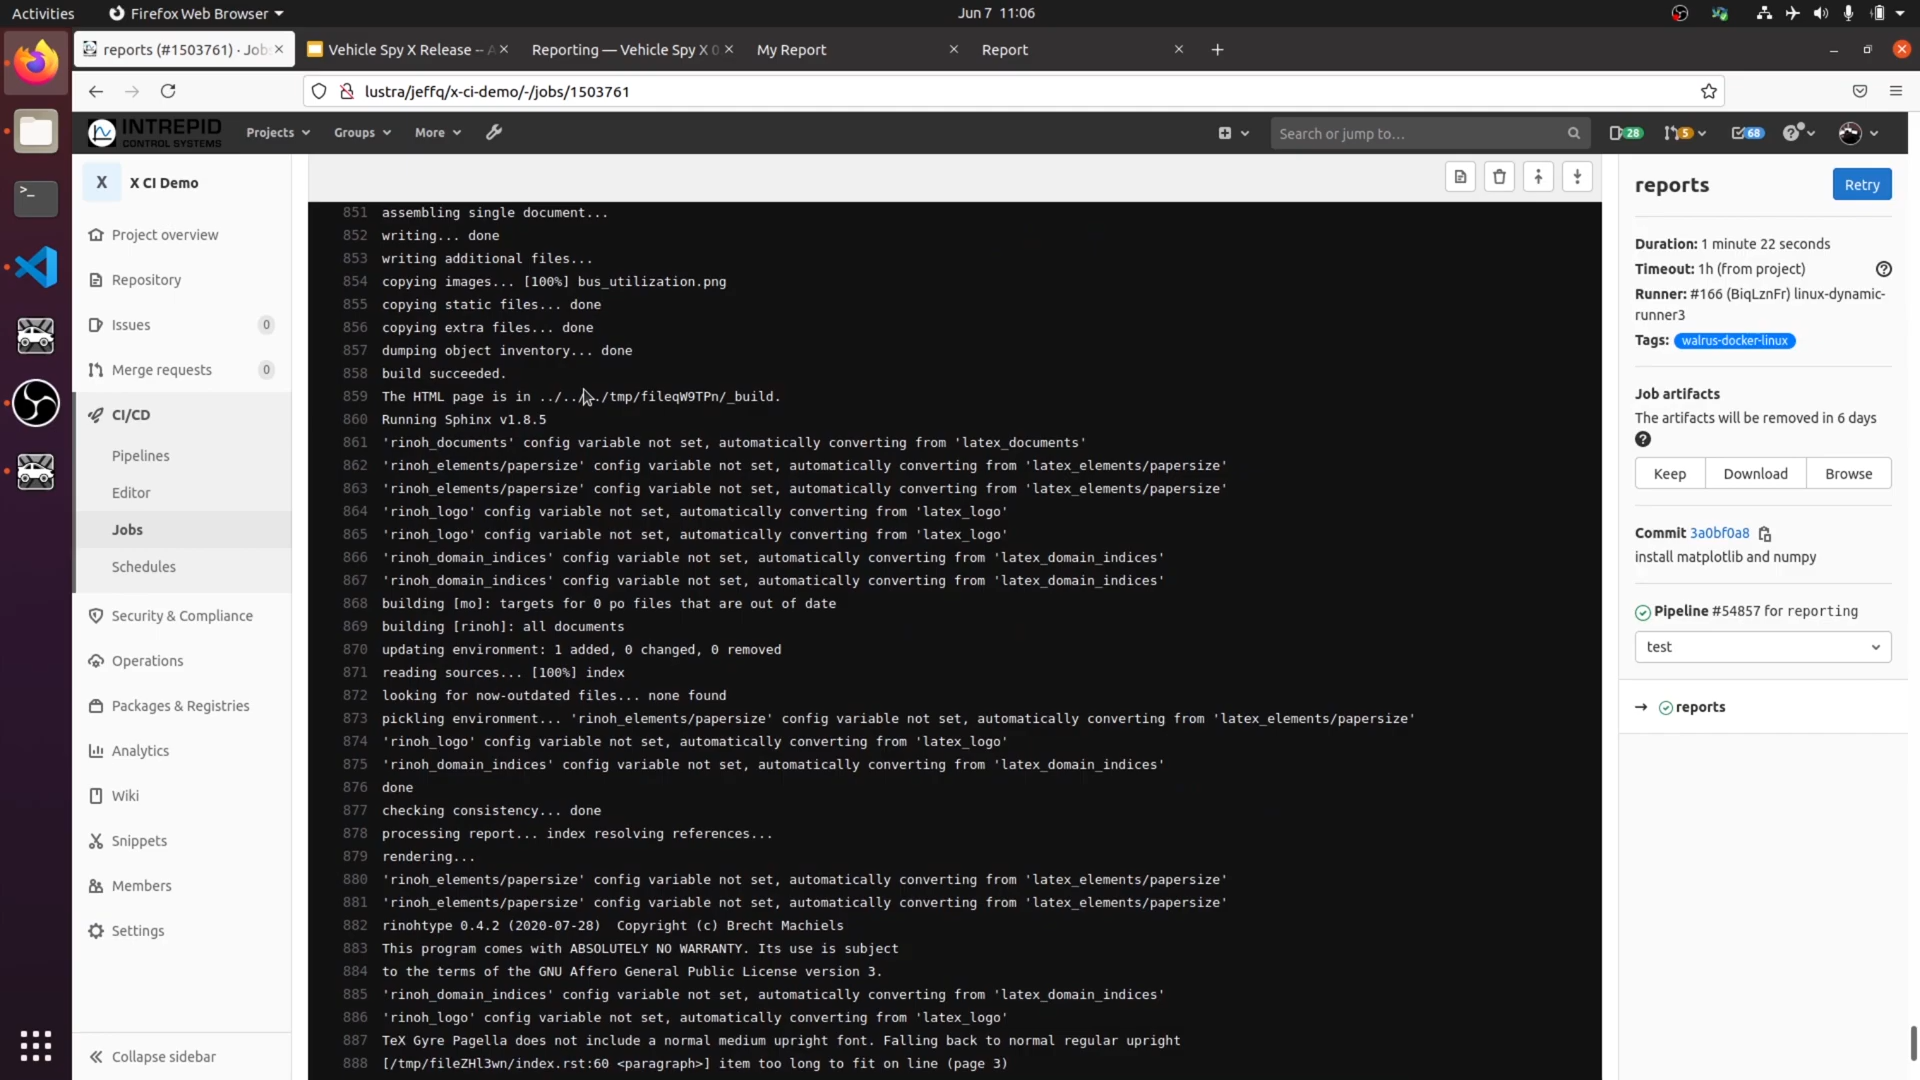 Activities
Firefox Web Browser
Jun 7 11:06
reports (#1503761) · Job
Vehicle Spy X Release -- A
Reporting — Vehicle Spy X 0
My Report
Report
lustra/jeffq/x-ci-demo/-/jobs/1503761
INTREPID
CONTROL SYSTEMS
Projects
Groups
More
Search or jump to...
28
5
68
X
X CI Demo
Project overview
Repository
Issues 0
Merge requests 0
CI/CD
Pipelines
Editor
Jobs
Schedules
Security & Compliance
Operations
Packages & Registries
Analytics
Wiki
Snippets
Members
Settings
Collapse sidebar
851 assembling single document...
852 writing... done
853 writing additional files...
854 copying images... [100%] bus_utilization.png
855 copying static files... done
856 copying extra files... done
857 dumping object inventory... done
858 build succeeded.
859 The HTML page is in ../../../tmp/fileqW9TPn/_build.
860 Running Sphinx v1.8.5
861 'rinoh_documents' config variable not set, automatically converting from 'latex_documents'
862 'rinoh_elements/papersize' config variable not set, automatically converting from 'latex_elements/papersize'
863 'rinoh_elements/papersize' config variable not set, automatically converting from 'latex_elements/papersize'
864 'rinoh_logo' config variable not set, automatically converting from 'latex_logo'
865 'rinoh_logo' config variable not set, automatically converting from 'latex_logo'
866 'rinoh_domain_indices' config variable not set, automatically converting from 'latex_domain_indices'
867 'rinoh_domain_indices' config variable not set, automatically converting from 'latex_domain_indices'
868 building [mo]: targets for 0 po files that are out of date
869 building [rinoh]: all documents
870 updating environment: 1 added, 0 changed, 0 removed
871 reading sources... [100%] index
872 looking for now-outdated files... none found
873 pickling environment... 'rinoh_elements/papersize' config variable not set, automatically converting from 'latex_elements/papersize'
874 'rinoh_logo' config variable not set, automatically converting from 'latex_logo'
875 'rinoh_domain_indices' config variable not set, automatically converting from 'latex_domain_indices'
876 done
877 checking consistency... done
878 processing report... index resolving references...
879 rendering...
880 'rinoh_elements/papersize' config variable not set, automatically converting from 'latex_elements/papersize'
881 'rinoh_elements/papersize' config variable not set, automatically converting from 'latex_elements/papersize'
882 rinohtype 0.4.2 (2020-07-28)  Copyright (c) Brecht Machiels
883 This program comes with ABSOLUTELY NO WARRANTY. Its use is subject
884 to the terms of the GNU Affero General Public License version 3.
885 'rinoh_domain_indices' config variable not set, automatically converting from 'latex_domain_indices'
886 'rinoh_logo' config variable not set, automatically converting from 'latex_logo'
887 TeX Gyre Pagella does not include a normal medium upright font. Falling back to normal regular upright
888 [/tmp/fileZHl3wn/index.rst:60 <paragraph>] item too long to fit on line (page 3)
reports
Retry
Duration: 1 minute 22 seconds
Timeout: 1h (from project)
Runner: #166 (BiqLznFr) linux-dynamic-
runner3
Tags: walrus-docker-linux
Job artifacts
The artifacts will be removed in 6 days
Keep
Download
Browse
Commit 3a0bf0a8
install matplotlib and numpy
Pipeline #54857 for reporting
test
→ reports